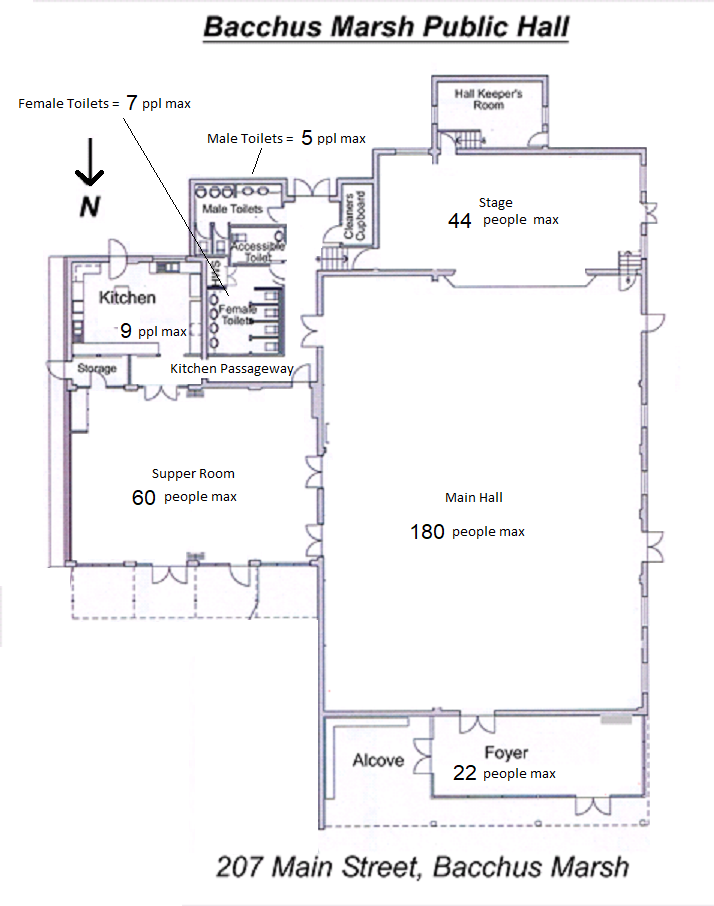 Bacchus Marsh Public Hall
Hall Keeper's
Room
Female Toilets = 7 ppl max
Male Toilets = 5 ppl max
N
Male Toilets
Cleaners
Cupboard
Stage
44 people max
Accessible
Toilet
Kitchen
9 ppl max
Female
Toilets
Storage
Kitchen Passageway
Supper Room
60 people max
Main Hall
180 people max
Alcove
Foyer
22 people max
207 Main Street, Bacchus Marsh